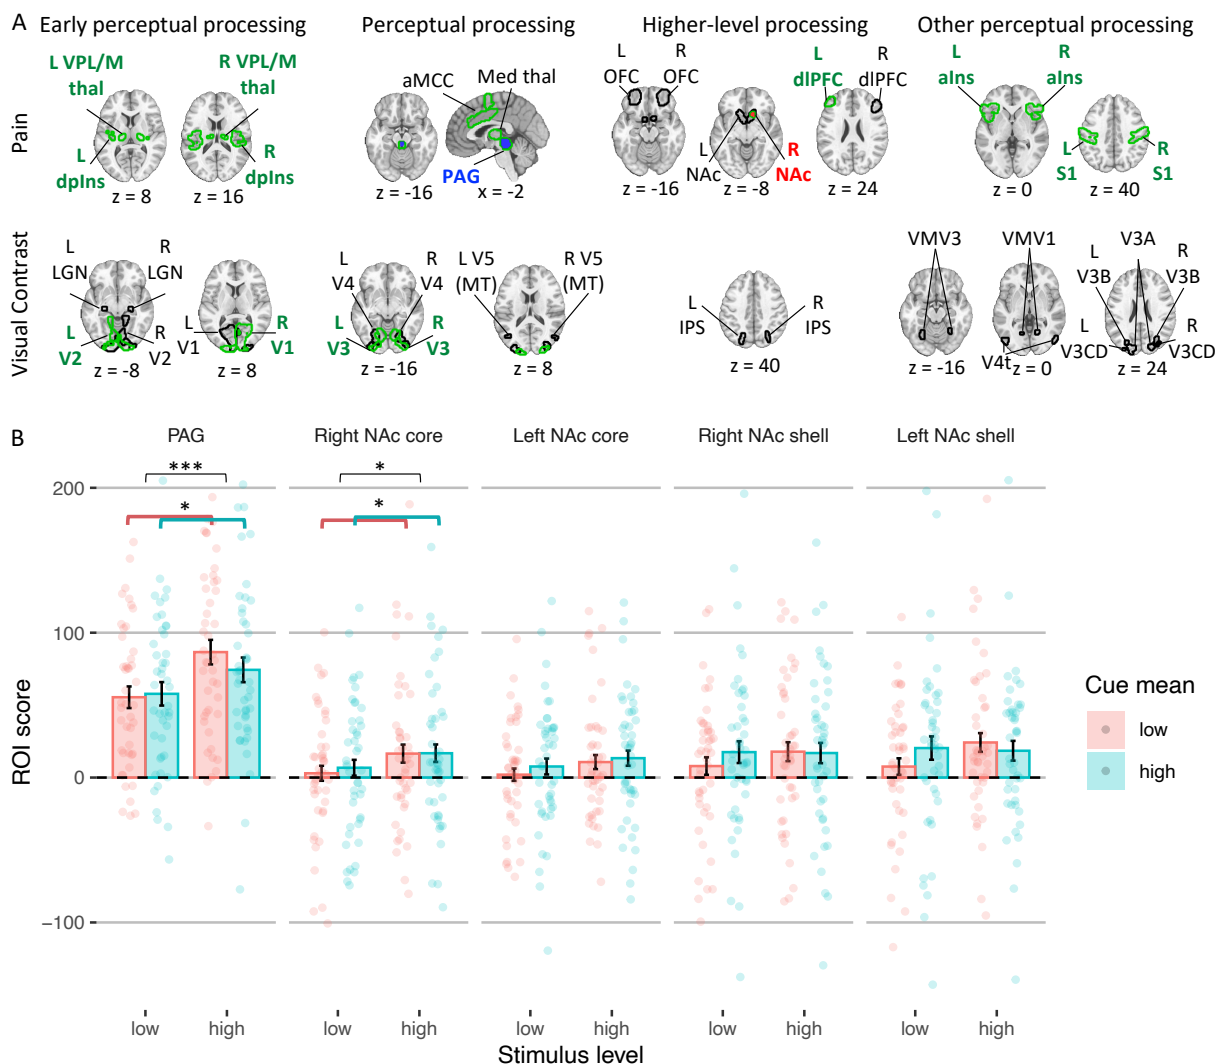 A
Early perceptual processing
Perceptual processing
Higher-level processing
Other perceptual processing
Pain
L VPL/M
thal
R VPL/M
thal
L
dpIns
R
dpIns
z = 8
z = 16
aMCC
Med thal
PAG
z = -16
x = -2
L
OFC
R
OFC
L
dlPFC
R
dlPFC
L
NAc
R
NAc
z = -16
z = -8
z = 24
L
aIns
R
aIns
L
S1
R
S1
z = 0
z = 40
Visual Contrast
L
LGN
R
LGN
L
V2
R
V2
L
V1
R
V1
z = -8
z = 8
L
V4
R
V4
L V5
(MT)
R V5
(MT)
L
V3
R
V3
z = -16
z = 8
L
IPS
R
IPS
z = 40
VMV3
VMV1
V3A
L
V3B
R
V3B
L
V3CD
R
V3CD
V4t
z = -16
z = 0
z = 24
B
PAG
Right NAc core
Left NAc core
Right NAc shell
Left NAc shell
***
*
*
*
200
100
0
−100
ROI score
low
high
low
high
low
high
low
high
low
high
Stimulus level
Cue mean
low
high